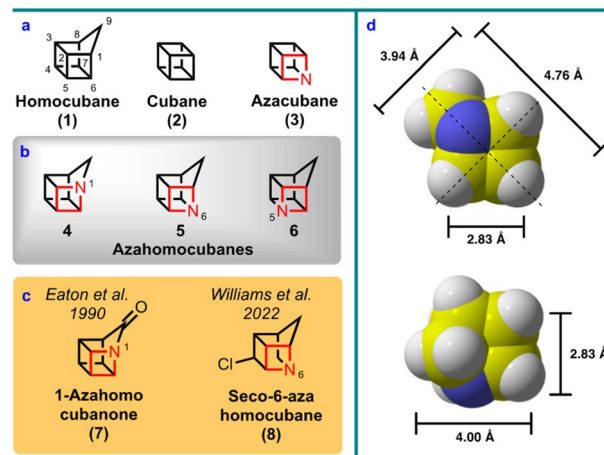 a
9
3
8
2
1
7
4
5
6
N
Homocubane
(1)
Cubane
(2)
Azacubane
(3)
b
N 1
N 6
5 N
4
5
6
Azahomocubanes
c
Eaton et al.
1990
Williams et al.
2022
O
N 1
Cl
N 6
1-Azahomo
cubanone
(7)
Seco-6-aza
homocubane
(8)
d
3.94 Å
4.76 Å
2.83 Å
2.83 Å
4.00 Å